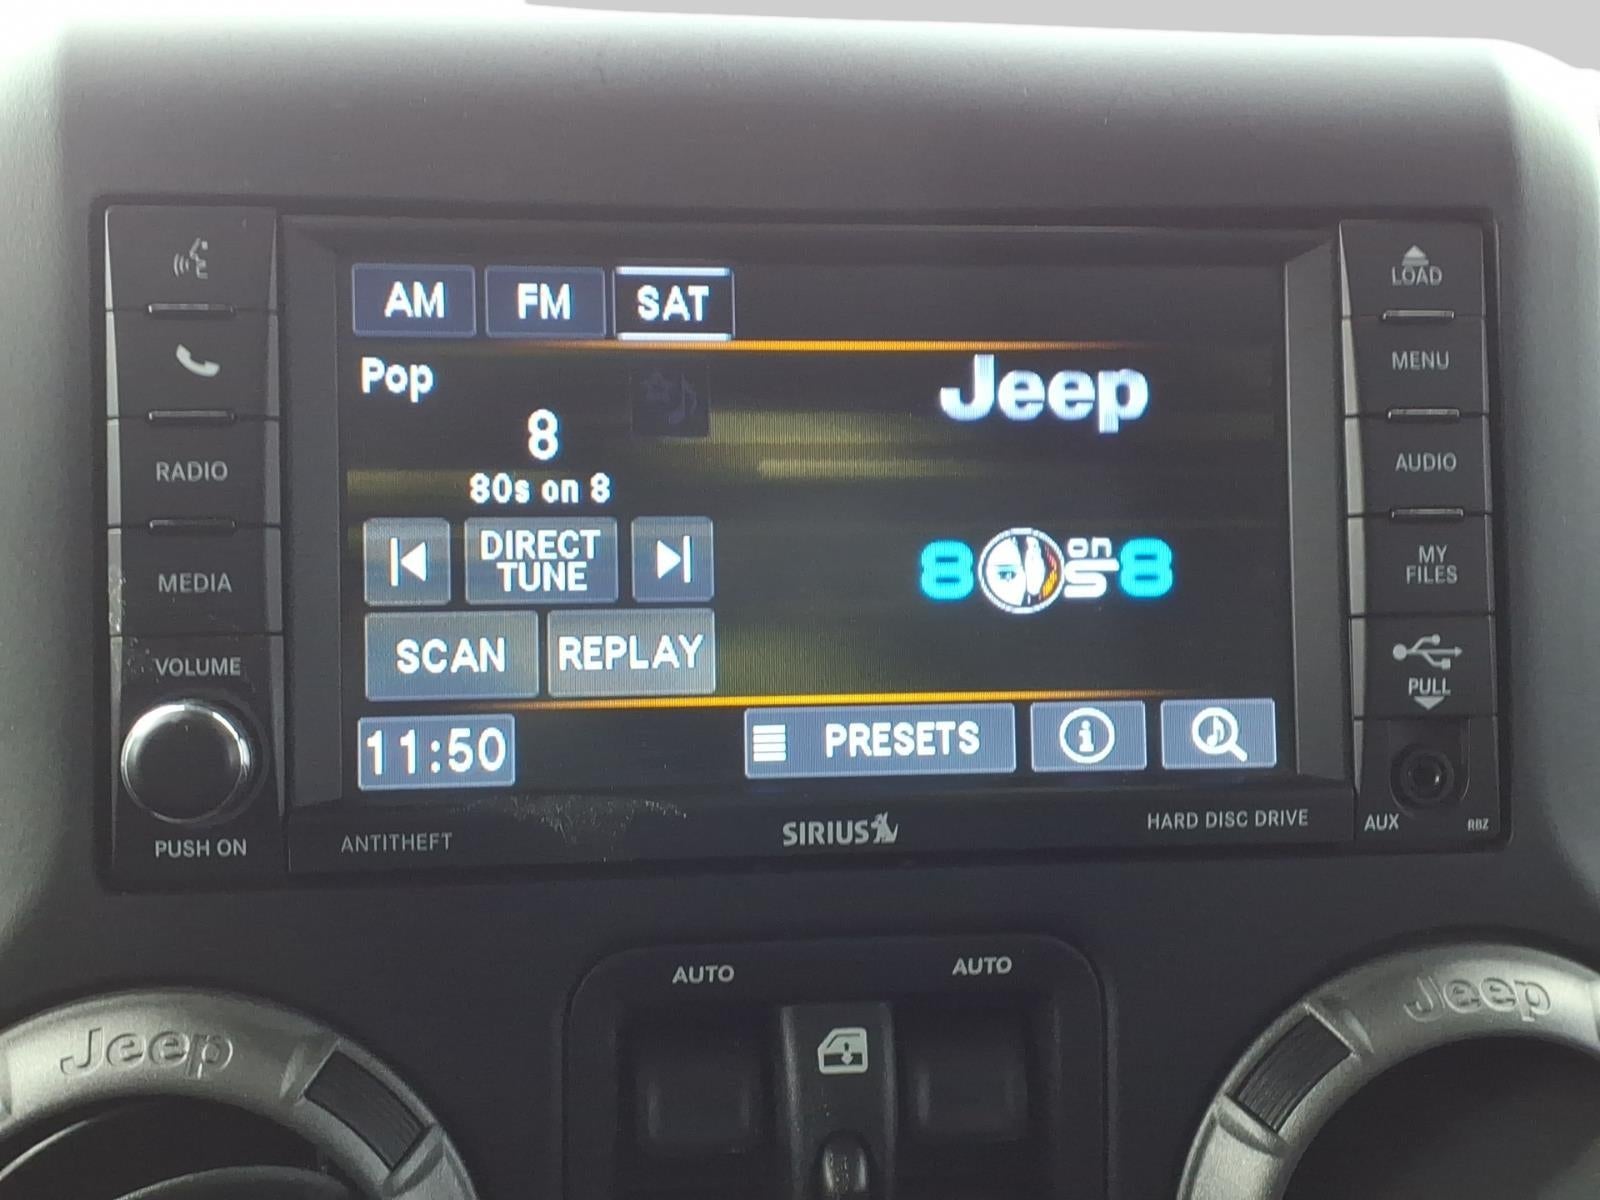 AM FM SAT
Pop
Jeep
8
80s on 8
DIRECT
TUNE
80s on 8
SCAN REPLAY
11:50 PRESETS
RADIO
MEDIA
VOLUME
PUSH ON
LOAD
MENU
AUDIO
MY
FILES
PULL
AUX RBZ
ANTITHEFT SIRIUS HARD DISC DRIVE
AUTO AUTO
Jeep Jeep